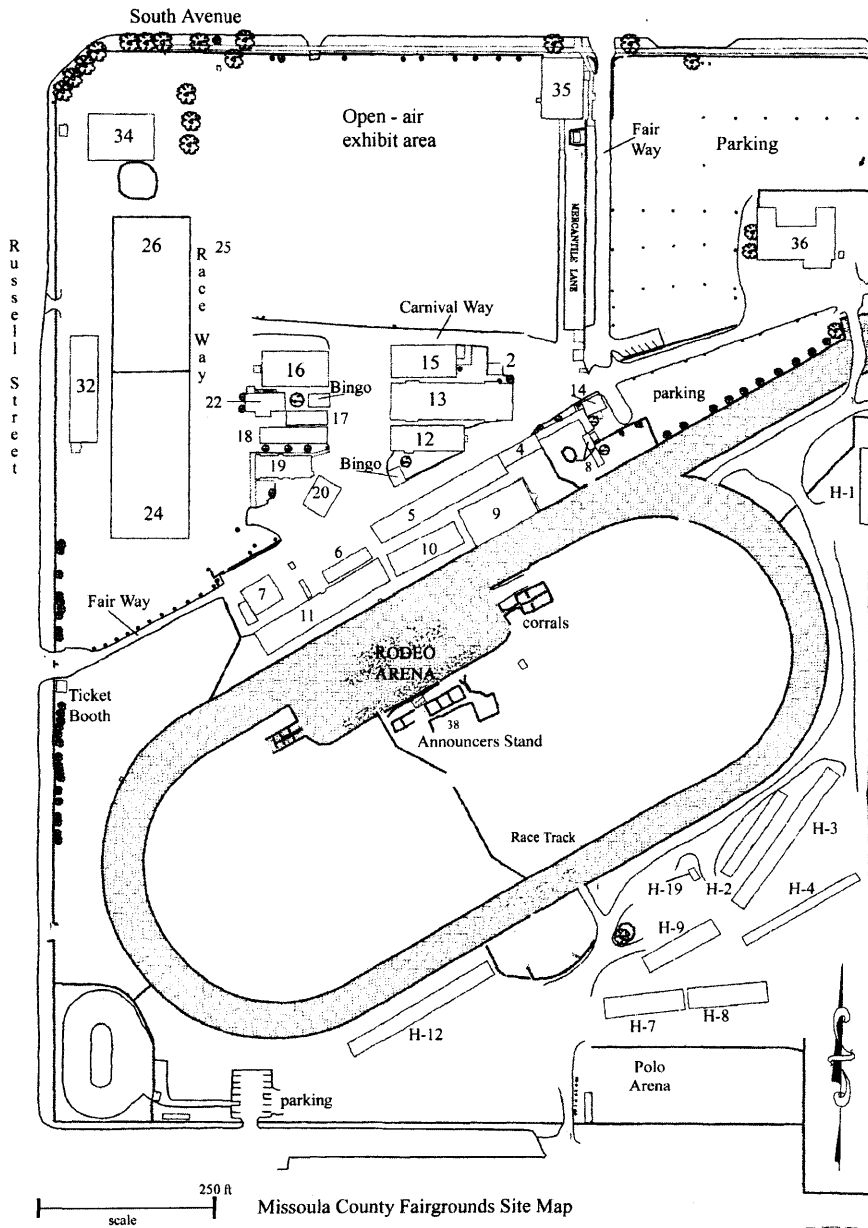 South Avenue
35
Open - air
exhibit area
34
Fair
Way
Parking
MERCANTILE LANE
Russell Street
26
25
Race Way
36
Carnival Way
32
16
15
2
Bingo
22
13
14
parking
17
18
12
4
19
Bingo
8
20
H-1
5
9
24
10
6
7
Fair Way
11
corrals
RODEO
ARENA
Ticket
Booth
38
Announcers Stand
Race Track
H-3
H-19
H-2
H-4
H-9
H-7
H-8
H-12
Polo
Arena
parking
250 ft
scale
Missoula County Fairgrounds Site Map